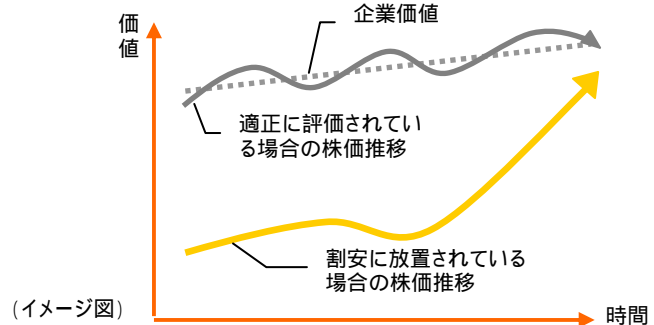 価
値
企業価値
適正に評価されてい
る場合の株価推移
割安に放置されている
場合の株価推移
(イメージ図)
時間